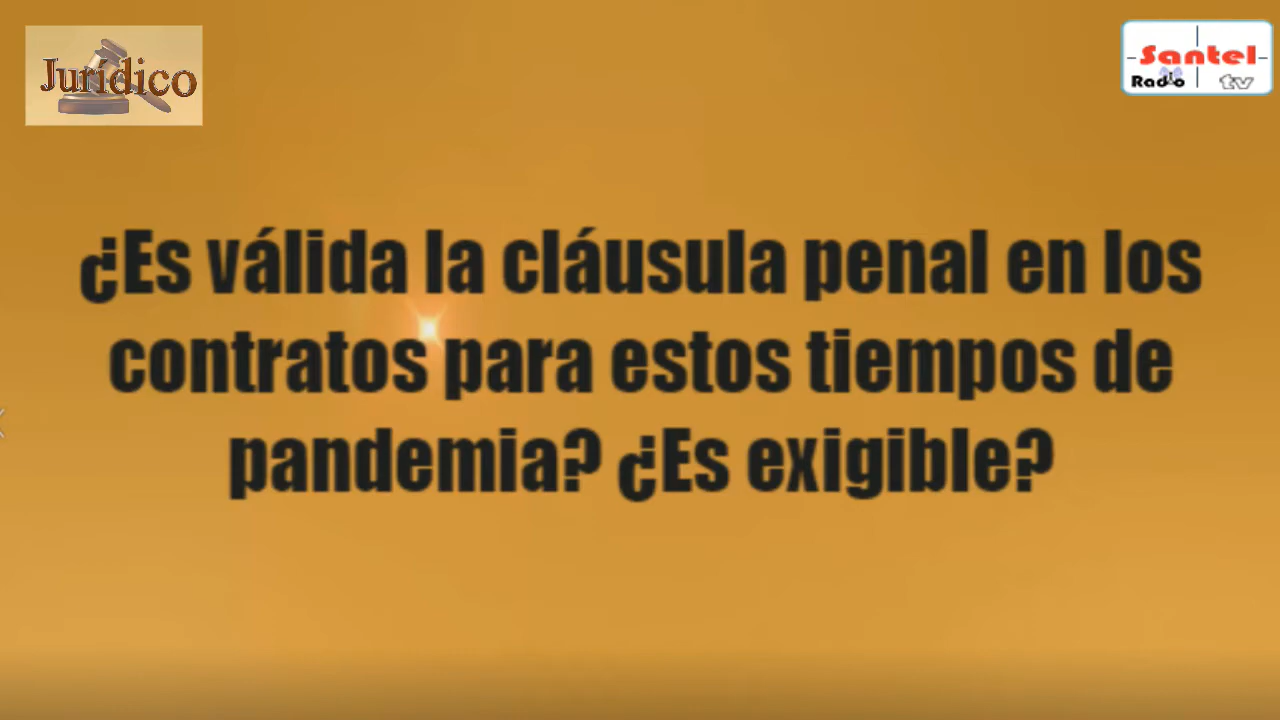 Jurídico
Santel
Radio tv
¿Es válida la cláusula penal en los
contratos para estos tiempos de
pandemia? ¿Es exigible?